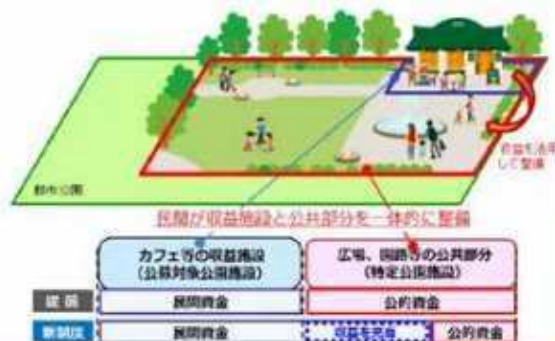 都市公園
収益を活用
して整備
民間が収益施設と公共部分を一体的に整備
カフェ等の収益施設
(公募対象公園施設)
広場、園路等の公共部分
(特定公園施設)
民間資金
公的資金
新制度
民間資金
収益を充当
公的資金